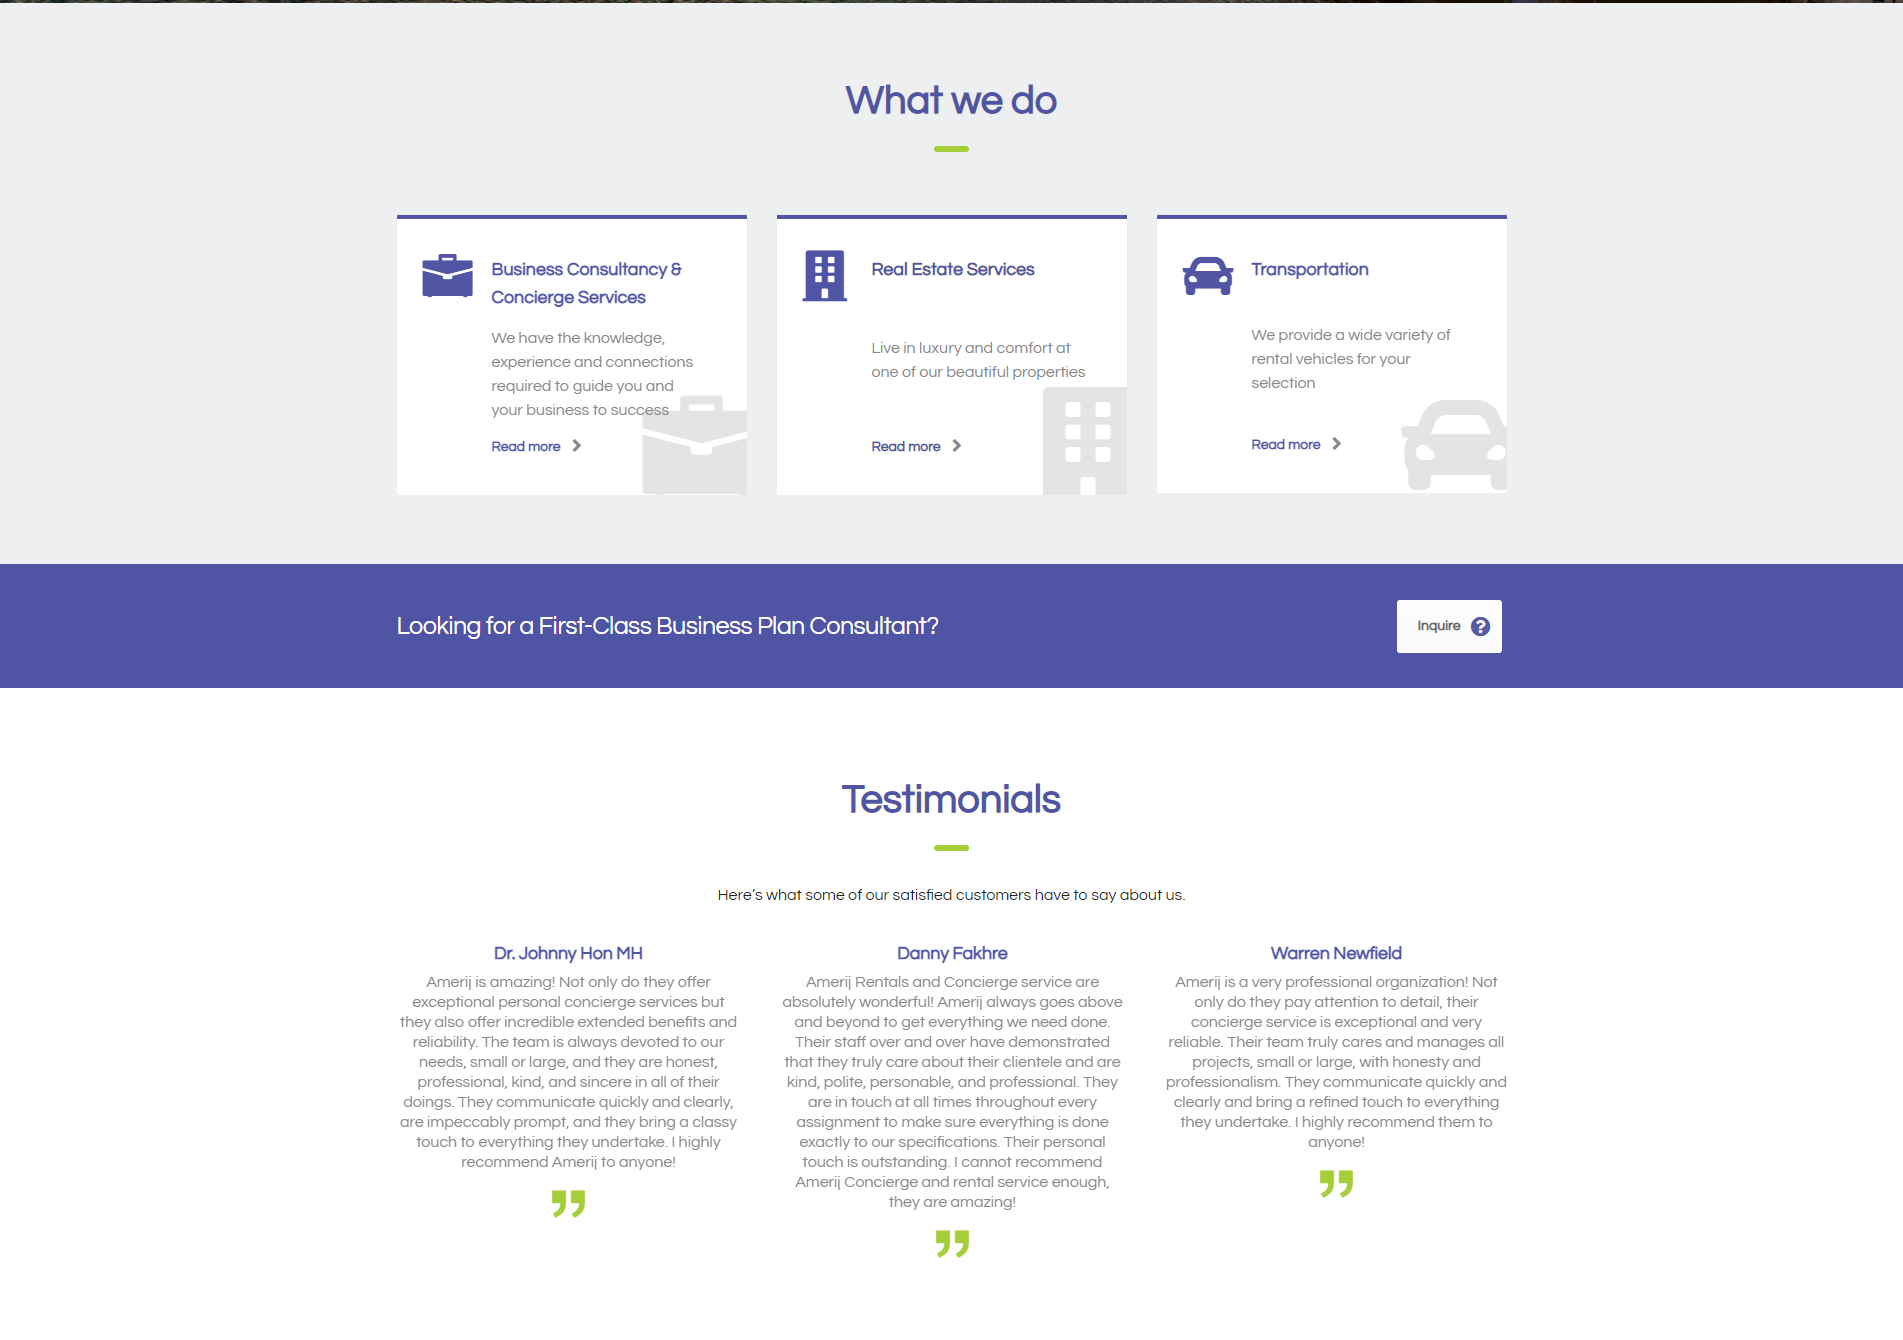 What we do
Business Consultancy &
Concierge Services
We have the knowledge,
experience and connections
required to guide you and
your business to success
Read more
Real Estate Services
Live in luxury and comfort at
one of our beautiful properties
Read more
Transportation
We provide a wide variety of
rental vehicles for your
selection
Read more
Looking for a First-Class Business Plan Consultant?
Inquire
Testimonials
Here’s what some of our satisfied customers have to say about us.
Dr. Johnny Hon MH
Amerij is amazing! Not only do they offer
exceptional personal concierge services but
they also offer incredible extended benefits and
reliability. The team is always devoted to our
needs, small or large, and they are honest,
professional, kind, and sincere in all of their
doings. They communicate quickly and clearly,
are impeccably prompt, and they bring a classy
touch to everything they undertake. I highly
recommend Amerij to anyone!
Danny Fakhre
Amerij Rentals and Concierge service are
absolutely wonderful! Amerij always goes above
and beyond to get everything we need done.
Their staff over and over have demonstrated
that they truly care about their clientele and are
kind, polite, personable, and professional. They
are in touch at all times throughout every
assignment to make sure everything is done
exactly to our specifications. Their personal
touch is outstanding. I cannot recommend
Amerij Concierge and rental service enough,
they are amazing!
Warren Newfield
Amerij is a very professional organization! Not
only do they pay attention to detail, their
concierge service is exceptional and very
reliable. Their team truly cares and manages all
projects, small or large, with honesty and
professionalism. They communicate quickly and
clearly and bring a refined touch to everything
they undertake. I highly recommend them to
anyone!